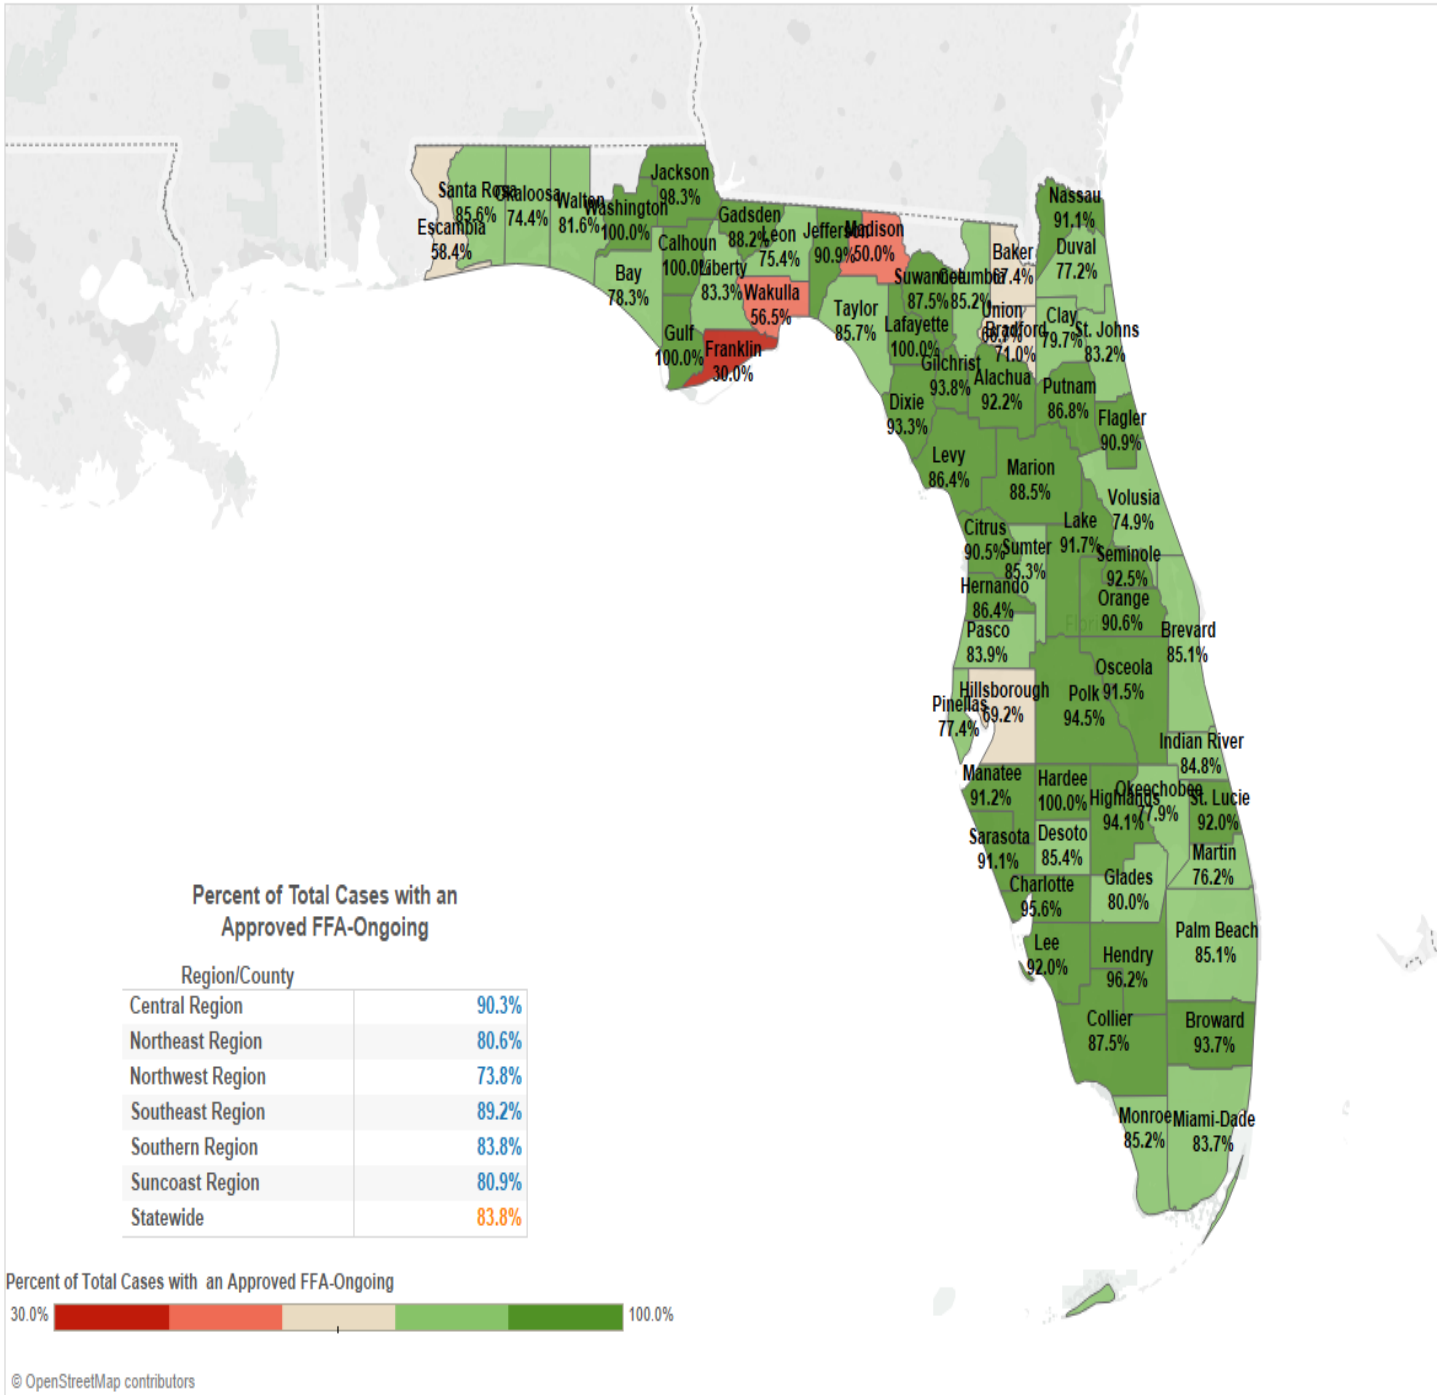 Jackson
98.3%
Santa Rosa
85.6%
Okaloosa
74.4%
Walton
81.6%
Washington
100.0%
Escambia
58.4%
Calhoun
100.0%
Bay
78.3%
Gadsden
88.2%
Leon
75.4%
Liberty
83.3%
Wakulla
56.5%
Gulf
100.0%
Franklin
30.0%
Jefferson
90.9%
Madison
50.0%
Taylor
85.7%
Suwannee
87.5%
Columbia
85.2%
Lafayette
100.0%
Baker
67.4%
Nassau
91.1%
Duval
77.2%
Union
Bradford
71.0%
Clay
79.7%
St. Johns
83.2%
Gilchrist
93.8%
Alachua
92.2%
Putnam
86.8%
Dixie
93.3%
Flagler
90.9%
Levy
86.4%
Marion
88.5%
Volusia
74.9%
Citrus
90.5%
Sumter
85.3%
Lake
91.7%
Seminole
92.5%
Hernando
86.4%
Orange
90.6%
Pasco
83.9%
Brevard
85.1%
Pinellas
77.4%
Hillsborough
69.2%
Polk
94.5%
Osceola
91.5%
Indian River
84.8%
Manatee
91.2%
Hardee
100.0%
Highlands
94.1%
Okeechobee
77.9%
St. Lucie
92.0%
Sarasota
91.1%
Desoto
85.4%
Martin
76.2%
Charlotte
95.6%
Glades
80.0%
Lee
92.0%
Hendry
96.2%
Palm Beach
85.1%
Collier
87.5%
Broward
93.7%
Monroe
85.2%
Miami-Dade
83.7%
Percent of Total Cases with an
Approved FFA-Ongoing
Region/County
Central Region 90.3%
Northeast Region 80.6%
Northwest Region 73.8%
Southeast Region 89.2%
Southern Region 83.8%
Suncoast Region 80.9%
Statewide 83.8%
Percent of Total Cases with an Approved FFA-Ongoing
30.0% 100.0%
© OpenStreetMap contributors